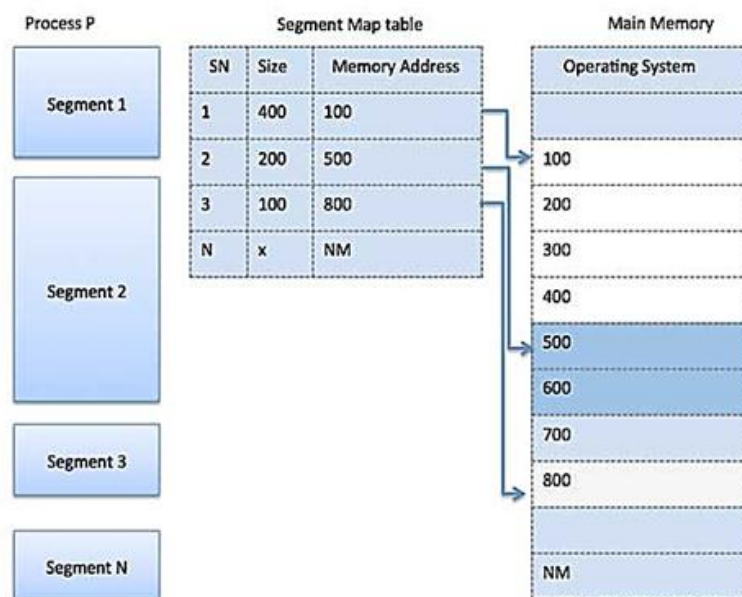 Process P
Segment Map table
Main Memory
Segment 1
Segment 2
Segment 3
Segment N
SN Size Memory Address
1 400 100
2 200 500
3 100 800
N x NM
Operating System
100
200
300
400
500
600
700
800
NM